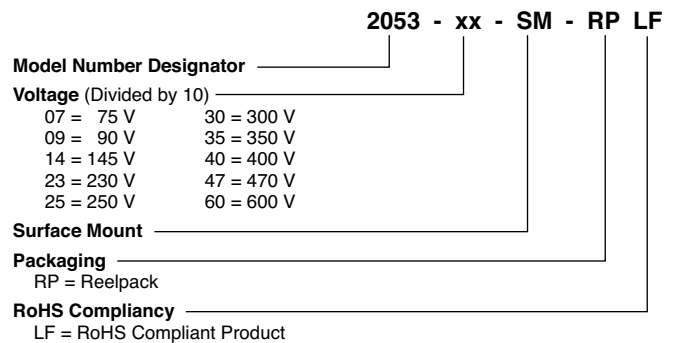 2053 - xx - SM - RP LF
Model Number Designator
Voltage (Divided by 10)
07 = 75 V 30 = 300 V
09 = 90 V 35 = 350 V
14 = 145 V 40 = 400 V
23 = 230 V 47 = 470 V
25 = 250 V 60 = 600 V
Surface Mount
Packaging
RP = Reelpack
RoHS Compliancy
LF = RoHS Compliant Product